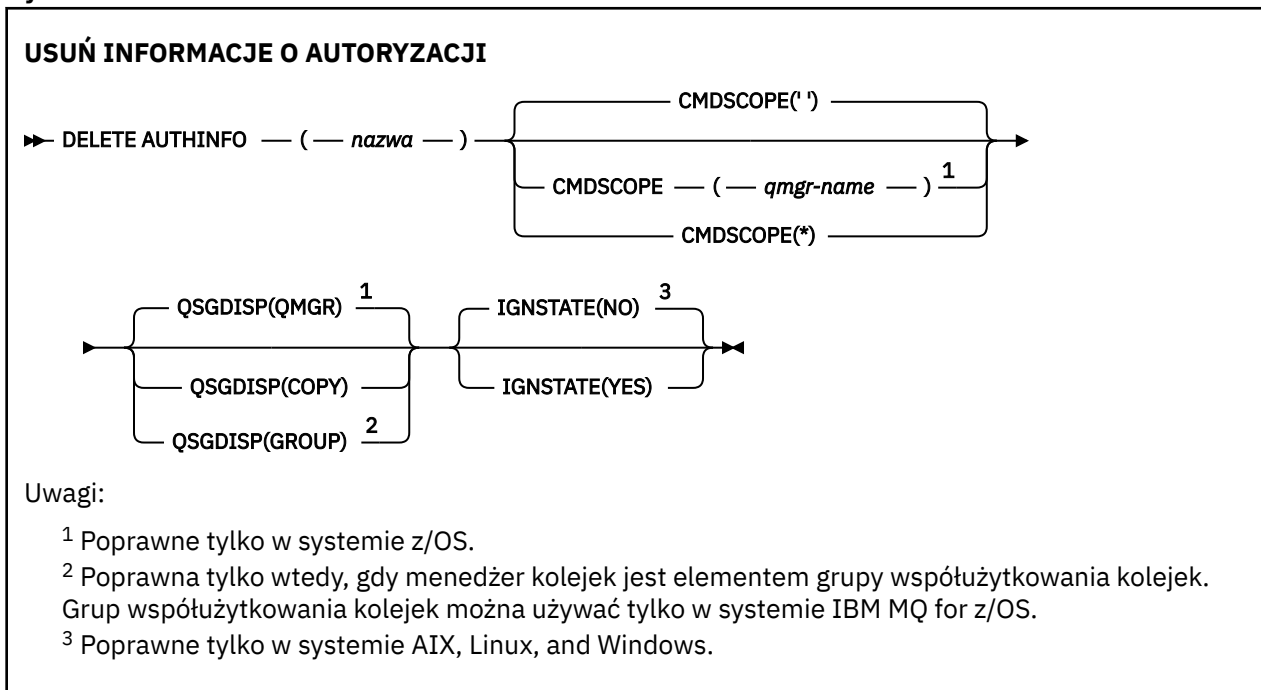 USUŃ INFORMACJE O AUTORYZACJI
CMDSCOPE(' ')
DELETE AUTHINFO ( nazwa )
CMDSCOPE ( qmgr-name ) 1
CMDSCOPE(*)
QSGDISP(QMGR) 1 IGNSTATE(NO) 3
QSGDISP(COPY) IGNSTATE(YES)
QSGDISP(GROUP) 2
Uwagi:
1 Poprawne tylko w systemie z/OS.
2 Poprawna tylko wtedy, gdy menedżer kolejek jest elementem grupy współużytkowania kolejek.
Grup współużytkowania kolejek można używać tylko w systemie IBM MQ for z/OS.
3 Poprawne tylko w systemie AIX, Linux, and Windows.